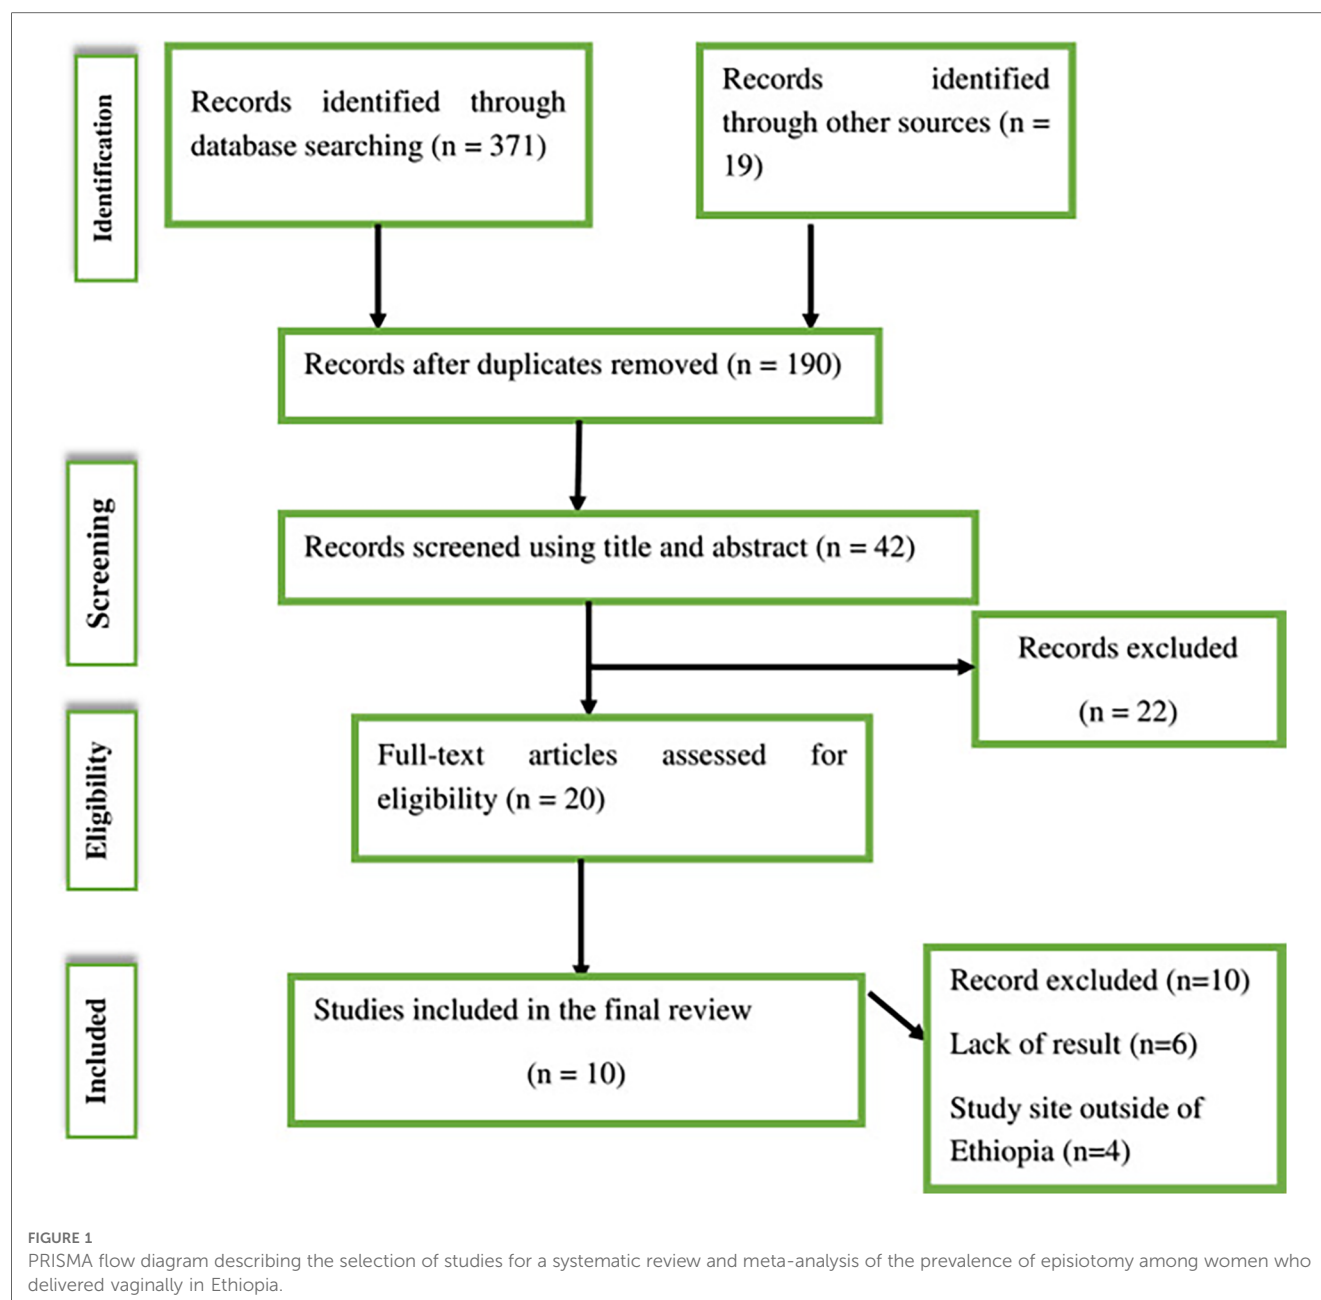 Identification
Records identified through
database searching (n = 371)
Records identified
through other sources (n =
19)
Records after duplicates removed (n = 190)
Screening
Records screened using title and abstract (n = 42)
Records excluded
(n = 22)
Eligibility
Full-text articles assessed for
eligibility (n = 20)
Included
Studies included in the final review
(n = 10)
Record excluded (n=10)
Lack of result (n=6)
Study site outside of
Ethiopia (n=4)
FIGURE 1
PRISMA flow diagram describing the selection of studies for a systematic review and meta-analysis of the prevalence of episiotomy among women who
delivered vaginally in Ethiopia.